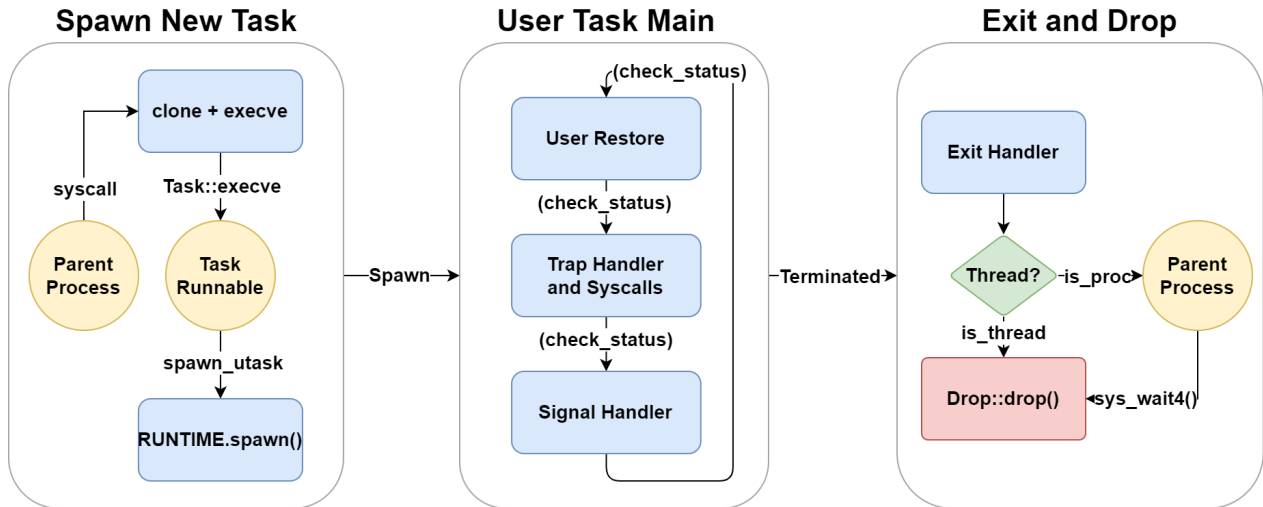 Spawn New Task
clone + execve
syscall
Task::execve
Parent
Process
Task
Runnable
spawn_utask
RUNTIME.spawn()
Spawn
User Task Main
(check_status)
User Restore
(check_status)
Trap Handler
and Syscalls
(check_status)
Signal Handler
Terminated
Exit and Drop
Exit Handler
Thread?
is_proc
Parent
Process
is_thread
Drop::drop()
sys_wait4()